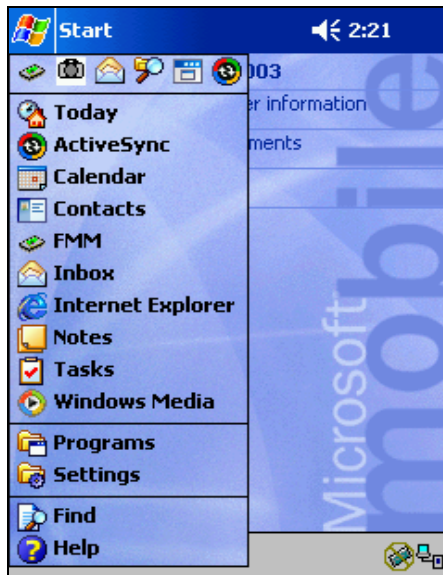 Start 2:21
003
Today
er information
ActiveSync
ments
Calendar
Contacts
FMM
Inbox
Internet Explorer
Notes
Tasks
Windows Media
Programs
Settings
Find
Help
Microsoft
mobile